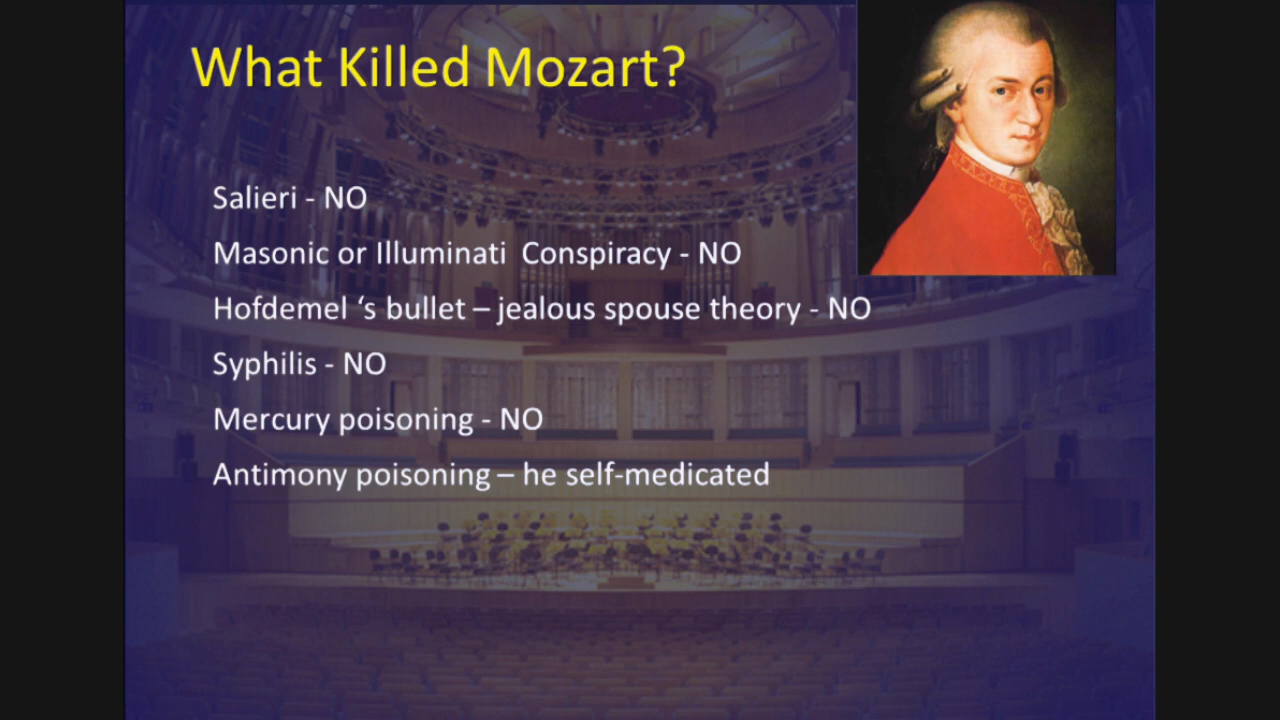 What Killed Mozart?
Salieri - NO
Masonic or Illuminati  Conspiracy - NO
Hofdemel ‘s bullet – jealous spouse theory - NO
Syphilis - NO
Mercury poisoning - NO
Antimony poisoning – he self-medicated